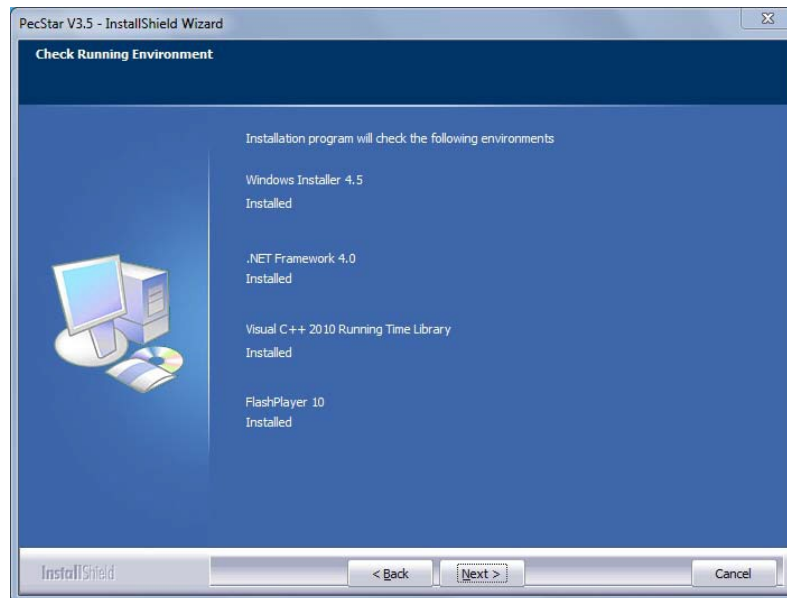 PecStar V3.5 - InstallShield Wizard
Check Running Environment
Installation program will check the following environments
Windows Installer 4.5
Installed
.NET Framework 4.0
Installed
Visual C++ 2010 Running Time Library
Installed
FlashPlayer 10
Installed
InstallShield
< Back
Next >
Cancel